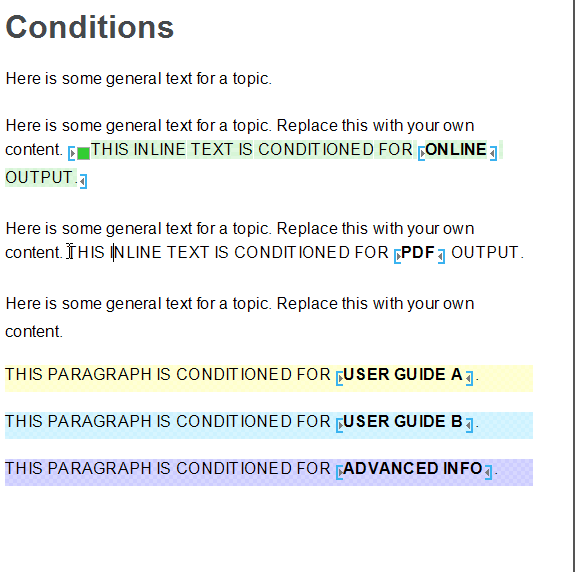 Conditions
Here is some general text for a topic.
Here is some general text for a topic. Replace this with your own
content. THIS INLINE TEXT IS CONDITIONED FOR ONLINE
OUTPUT.
Here is some general text for a topic. Replace this with your own
content. THIS INLINE TEXT IS CONDITIONED FOR PDF OUTPUT.
Here is some general text for a topic. Replace this with your own
content.
THIS PARAGRAPH IS CONDITIONED FOR USER GUIDE A.
THIS PARAGRAPH IS CONDITIONED FOR USER GUIDE B.
THIS PARAGRAPH IS CONDITIONED FOR ADVANCED INFO.